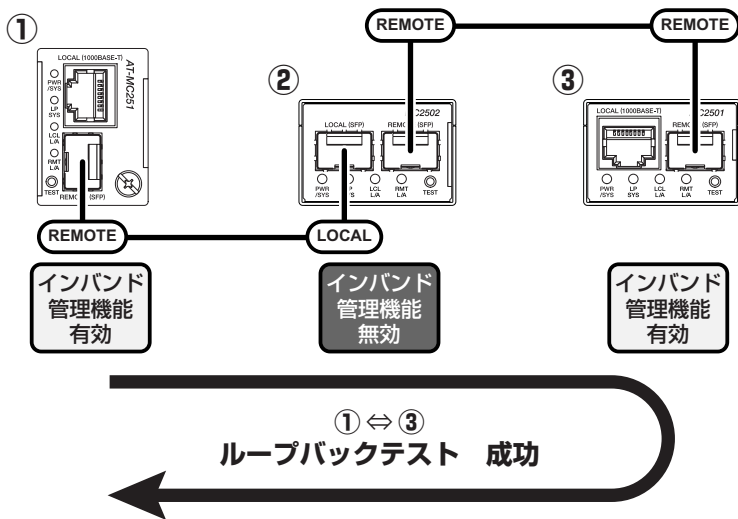 ①
LOCAL (1000BASE-T)
AT-MC251
PWR
/SYS
LP
SYS
LCL
L/A
RMT
L/A
TEST
REMOTE (SFP)
REMOTE
②
LOCAL (SFP)
REMOTE (SFP)
C2502
PWR
/SYS
LCL
L/A
RMT
L/A
TEST
LOCAL
REMOTE
③
LOCAL (1000BASE-T)
REMOTE (SFP)
C2501
PWR
/SYS
LP
SYS
LCL
L/A
RMT
L/A
TEST
REMOTE
インバンド
管理機能
有効
インバンド
管理機能
無効
インバンド
管理機能
有効
① ⇔ ③
ループバックテスト 成功